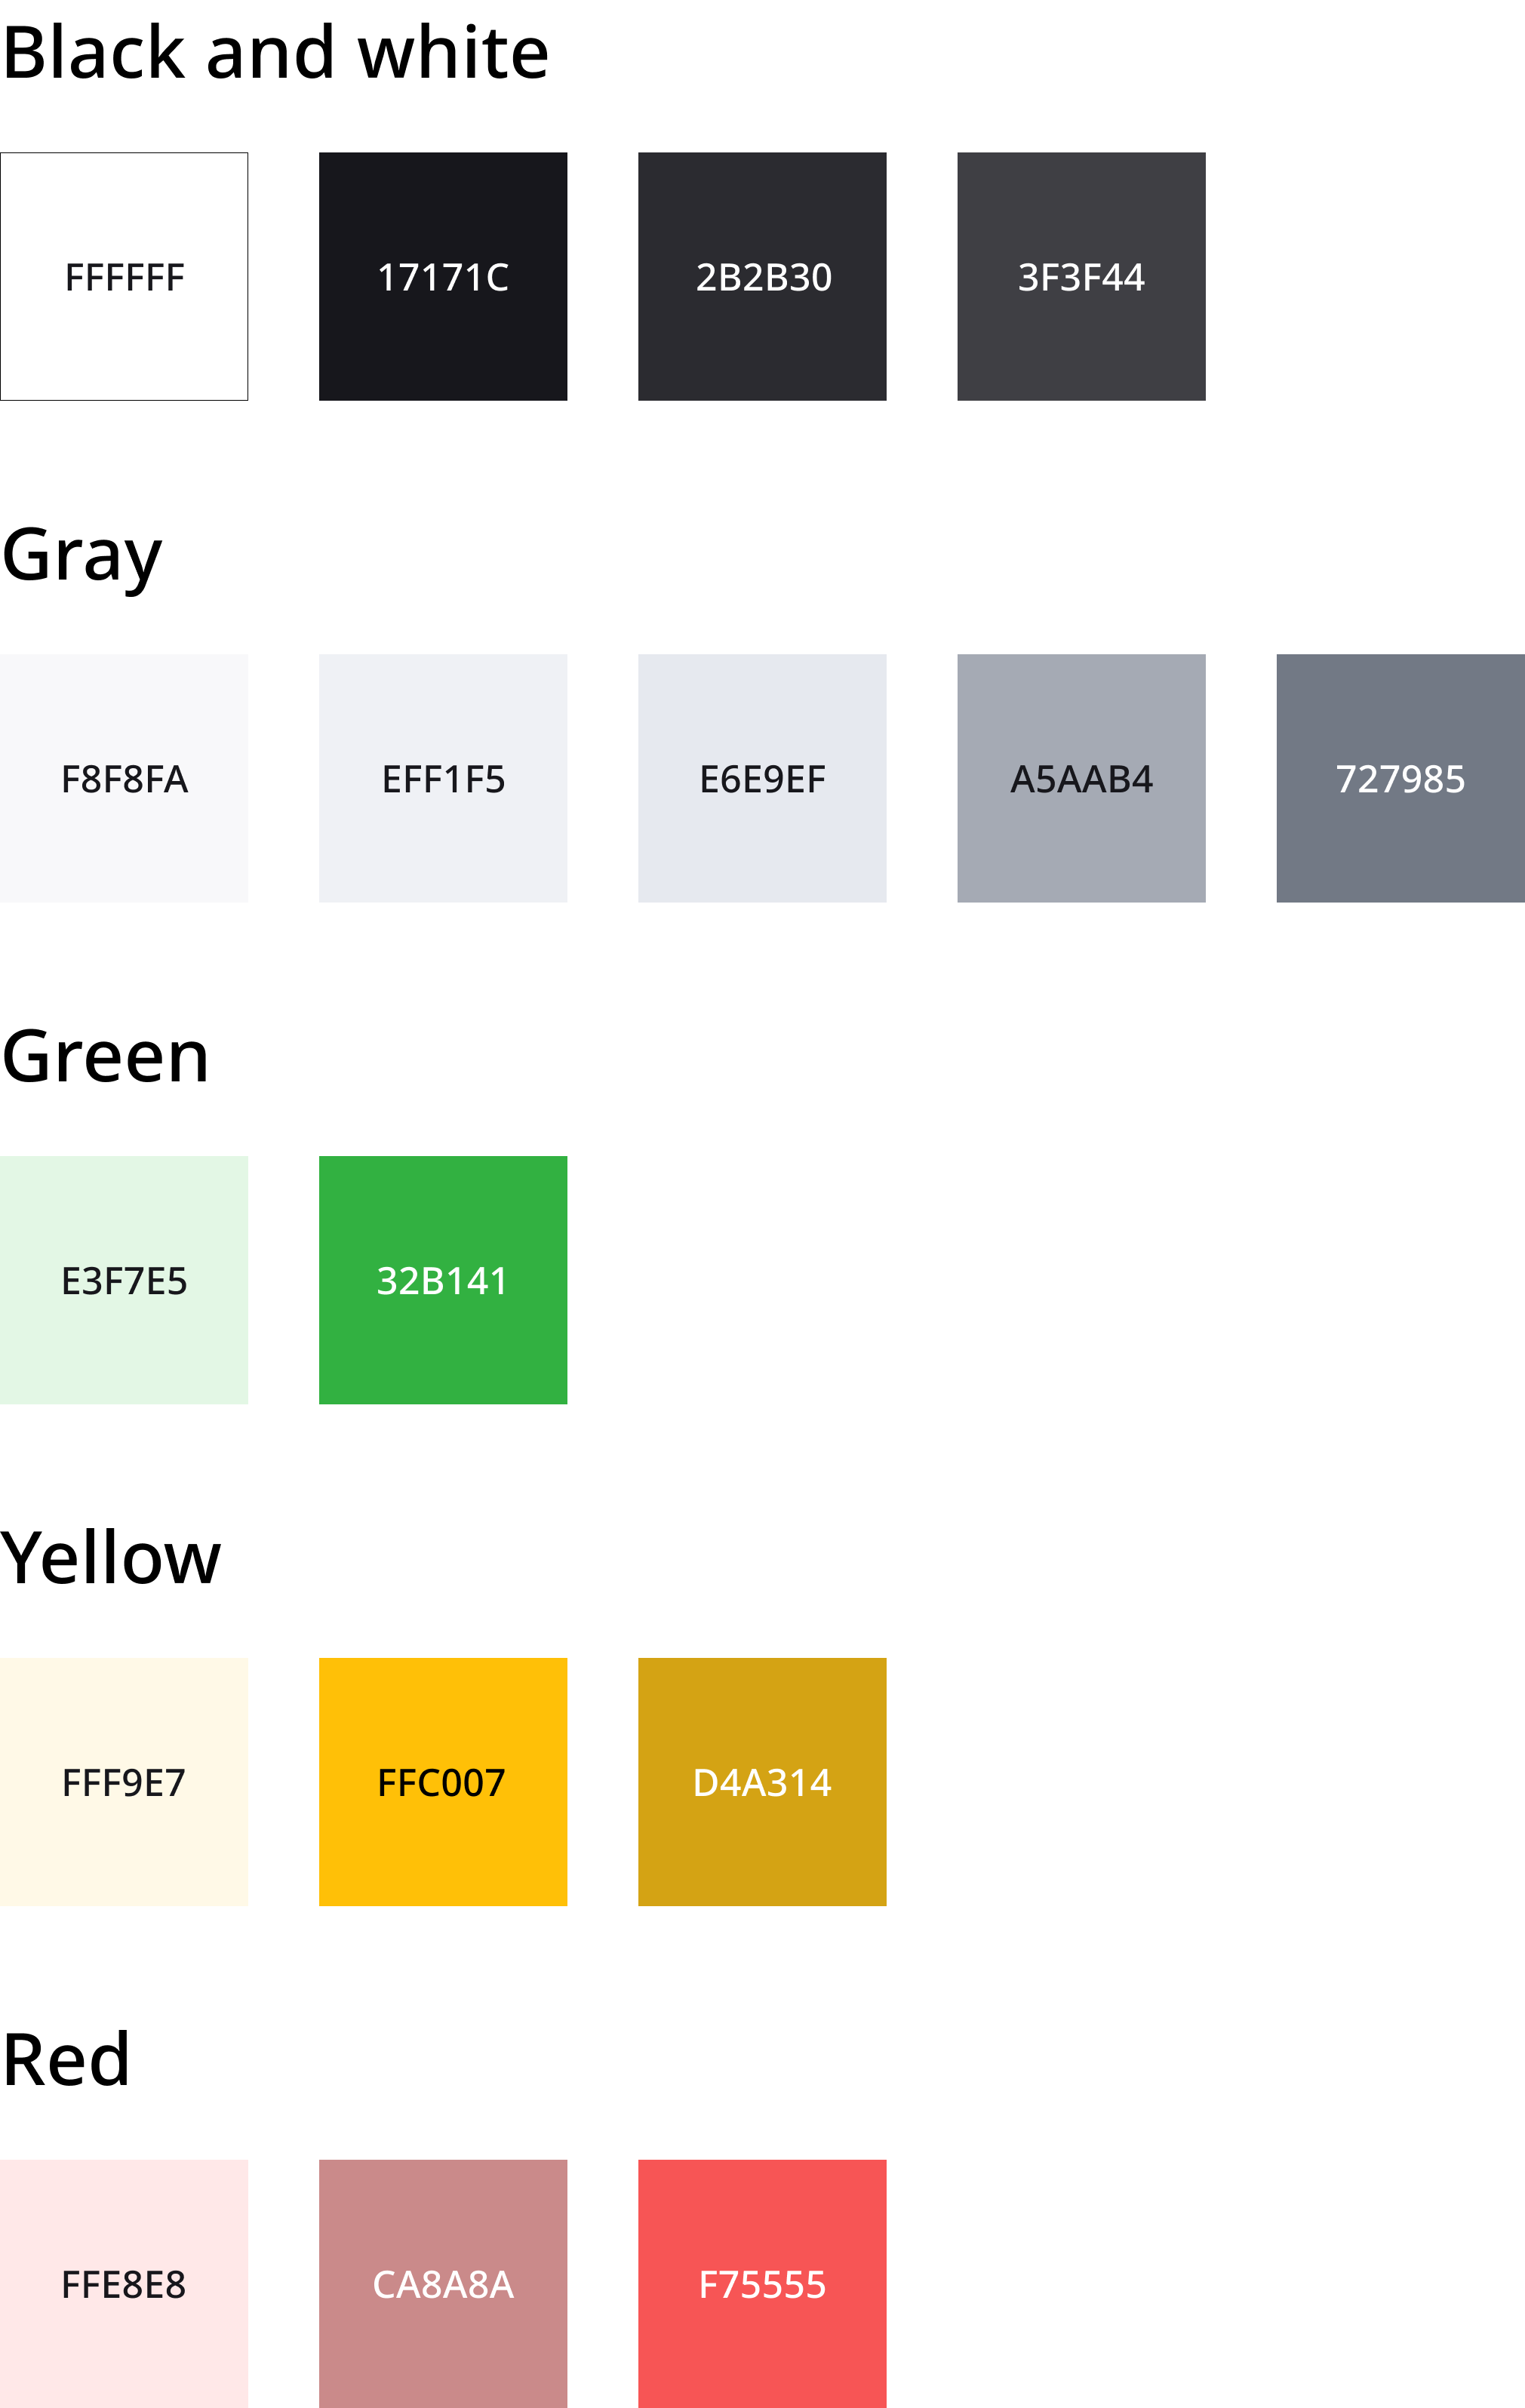 Black and white
FFFFFF 17171C 2B2B30 3F3F44
Gray
F8F8FA EFF1F5 E6E9EF A5AAB4 727985
Green
E3F7E5 32B141
Yellow
FFF9E7 FFC007 D4A314
Red
FFE8E8 CA8A8A F75555